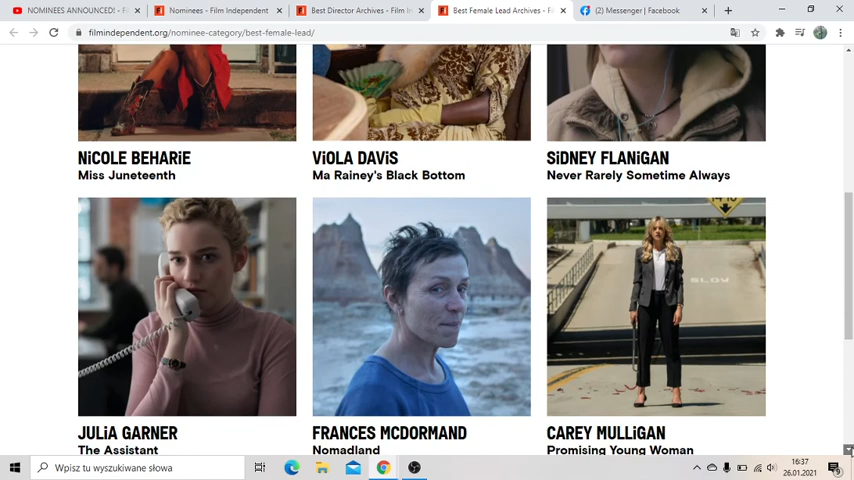 NOMINEES ANNOUNCED! - Fil
Nominees - Film Independent
Best Director Archives - Film In
Best Female Lead Archives - Fil
(2) Messenger | Facebook
filmindependent.org/nominee-category/best-female-lead/
NiCOLE BEHARiE
Miss Juneteenth
ViOLA DAViS
Ma Rainey's Black Bottom
SiDNEY FLANiGAN
Never Rarely Sometime Always
SLOW
JULiA GARNER
The Assistant
FRANCES MCDORMAND
Nomadland
CAREY MULLiGAN
Promising Young Woman
Wpisz tu wyszukiwane słowa
16:37
26.01.2021